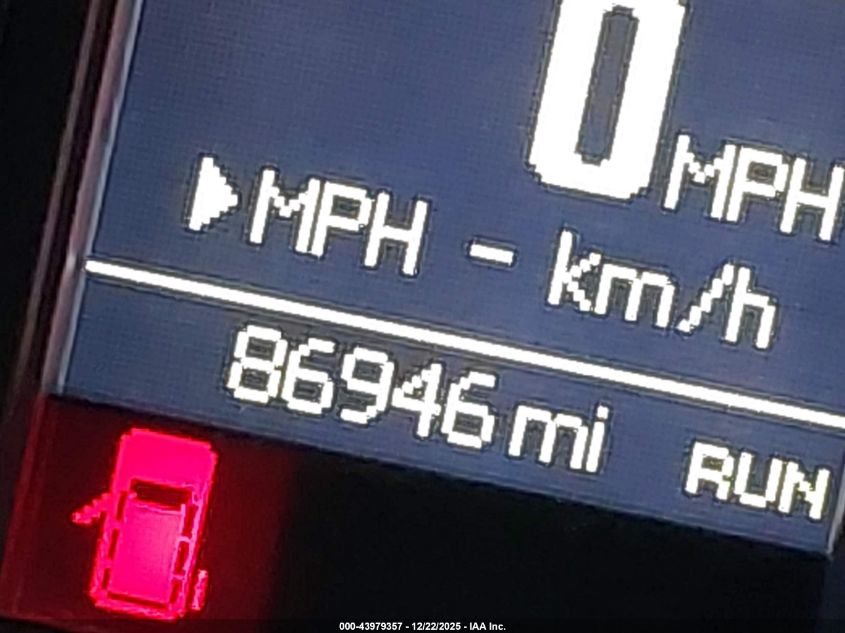 0 MPH
MPH - km/h
86946 mi RUN
000-43979357 - 12/22/2025 - IAA Inc.